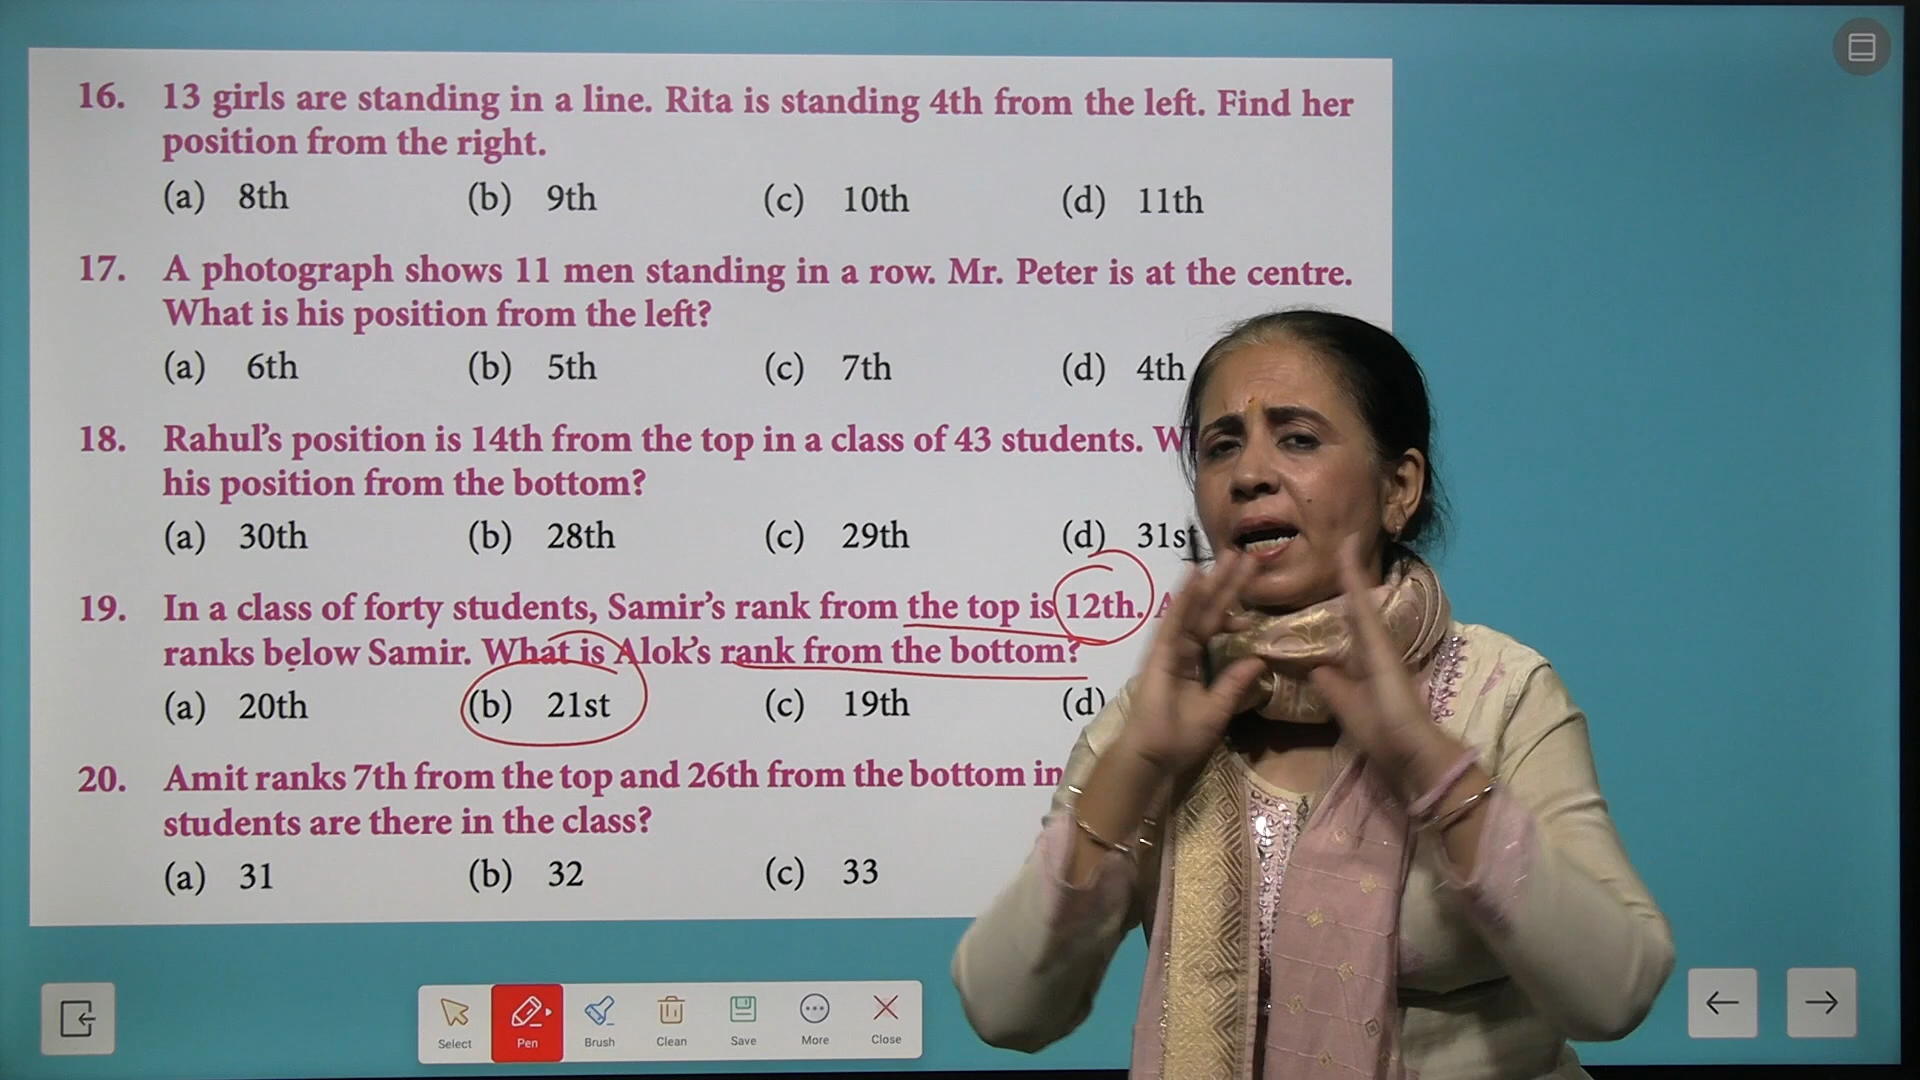 16. 13 girls are standing in a line. Rita is standing 4th from the left. Find her
position from the right.
(a) 8th (b) 9th (c) 10th (d) 11th
17. A photograph shows 11 men standing in a row. Mr. Peter is at the centre.
What is his position from the left?
(a) 6th (b) 5th (c) 7th (d) 4th
18. Rahul's position is 14th from the top in a class of 43 students.
his position from the bottom?
(a) 30th (b) 28th (c) 29th (d) 31st
19. In a class of forty students, Samir's rank from the top is 12th.
ranks below Samir. What is Alok's rank from the bottom?
(a) 20th (b) 21st (c) 19th (d)
20. Amit ranks 7th from the top and 26th from the bottom in
students are there in the class?
(a) 31 (b) 32 (c) 33
Select Pen Brush Clean Save More Close